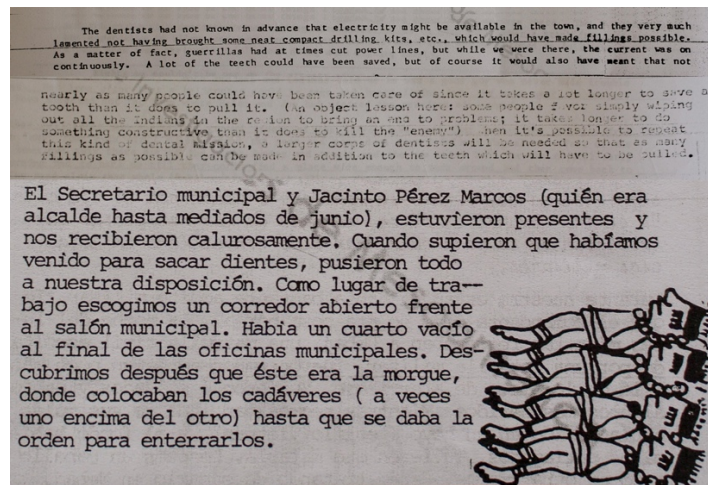 The dentists had not known in advance that electricity might be available in the town, and they very much
lamented not having brought some neat compact drilling kits, etc., which would have made fillings possible.
As a matter of fact, guerrillas had at times cut power lines, but while we were there, the current was on
continuously. A lot of the teeth could have been saved, but of course it would also have meant that not
nearly as many people could have been taken care of since it takes a lot longer to save a
tooth than it does to pull it. (An object lesson here: some people f vor simply wiping
out all the Indians in the re ion to bring an end to problems; it takes longer to do
something constructive than it does to kill the "enemy") hen it's possible to repeat
this kind of dental mission, a larger corps of dentists will be needed so that as many
fillings as possible can be made in addition to the teeth which will have to be pulled.
El Secretario municipal y Jacinto Pérez Marcos (quién era
alcalde hasta mediados de junio), estuvieron presentes y
nos recibieron calurosamente. Cuando supieron que habíamos
venido para sacar dientes, pusieron todo
a nuestra disposición. Como lugar de tra--
bajo escogimos un corredor abierto frente
al salón municipal. Habia un cuarto vacío
al final de las oficinas municipales. Des-
cubrimos después que éste era la morgue,
donde colocaban los cadáveres ( a veces
uno encima del otro) hasta que se daba la
orden para enterrarlos.